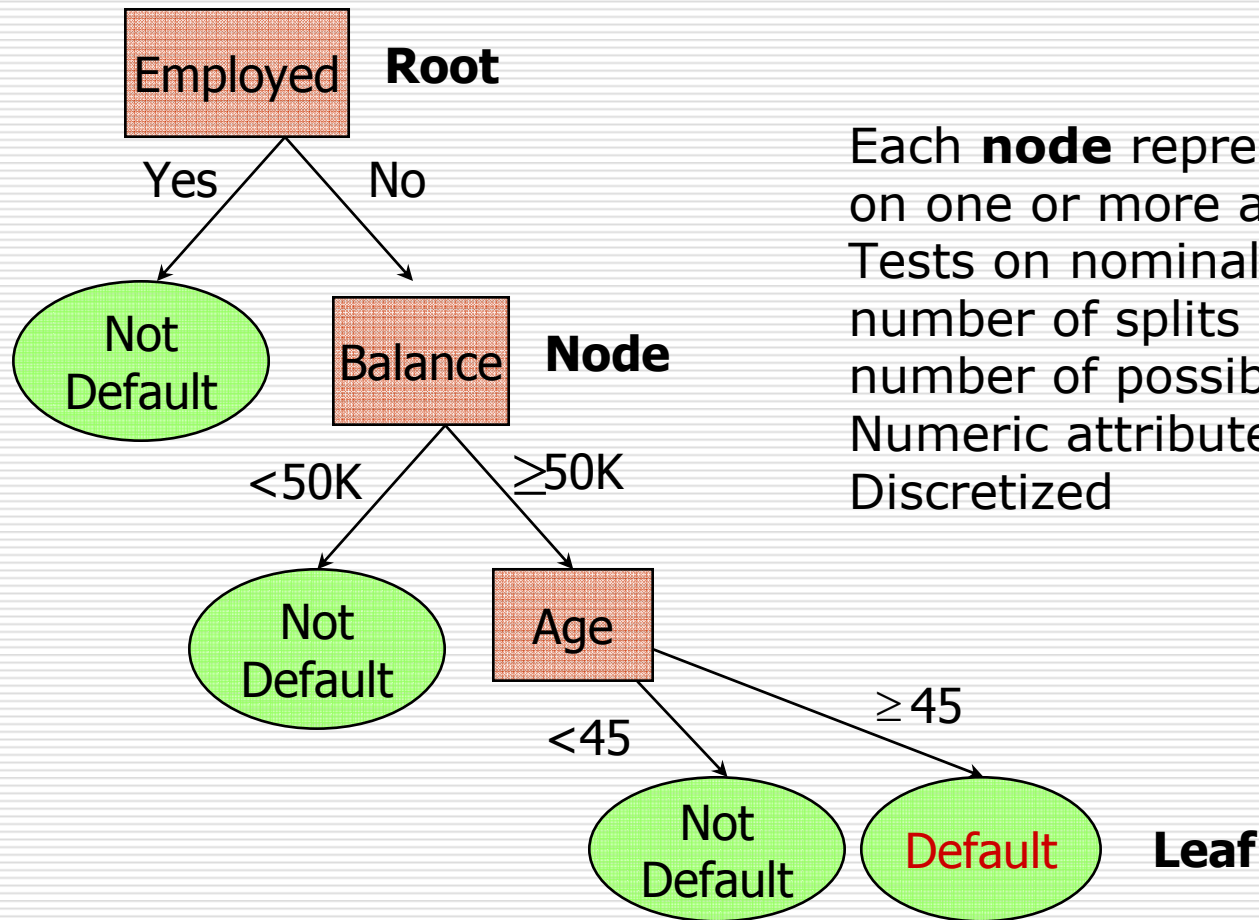 Employed
Root
Yes
No
Each node repre
on one or more a
Tests on nominal
number of splits
number of possib
Numeric attribute
Discretized
Not
Default
Balance
Node
<50K
≥50K
Not
Default
Age
<45
≥ 45
Not
Default
Default
Leaf